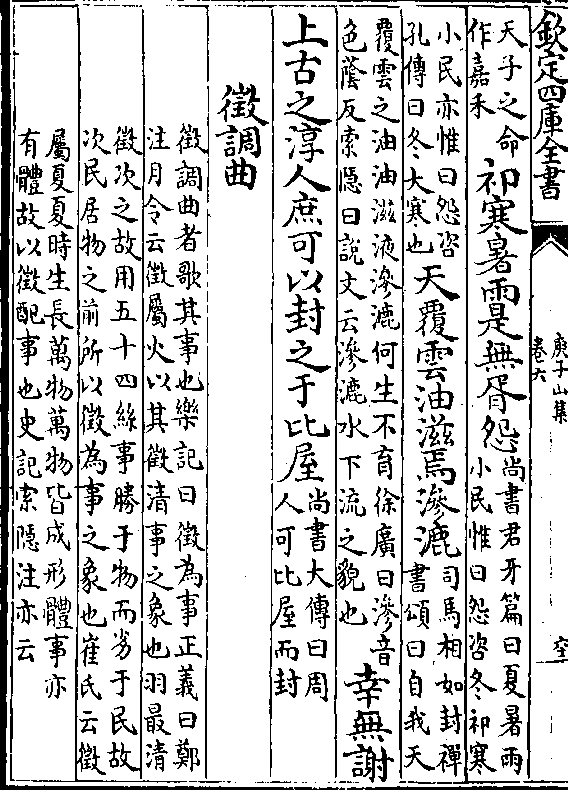 欽定四庫全書
庾子山集
卷六
天子之命
作嘉禾
祁寒暑雨是無胥怨
尚書君牙篇曰夏暑雨
小民惟曰怨咨冬祁寒
小民亦惟曰怨咨
孔傳曰冬大寒也
天覆雲油滋焉滲漉
司馬相如封禪
書頌曰自我天
覆雲之油油滋液滲漉何生不育徐廣曰滲音
色蔭反索隱曰說文云滲漉水下流之貌也
幸無謝
上古之淳人庶可以封之于比屋
尚書大傳曰周
人可比屋而封
徵調曲
徵調曲者歌其事也樂記曰徵為事正義曰鄭
注月令云徵屬火以其徵清事之象也羽最清
徵次之故用五十四絲事勝于物而劣于民故
次民居物之前所以徵為事之象也崔氏云徵
屬夏夏時生長萬物萬物皆成形體事亦
有體故以徵配事也史記索隱注亦云